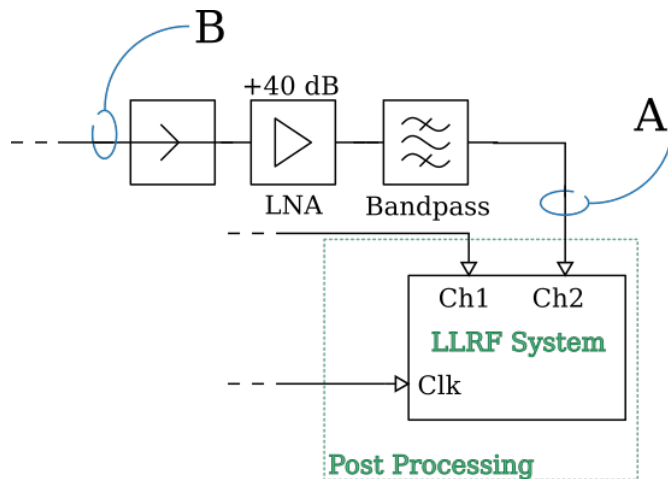 B
+40 dB
A
LNA
Bandpass
Ch1
Ch2
LLRF System
Clk
Post Processing